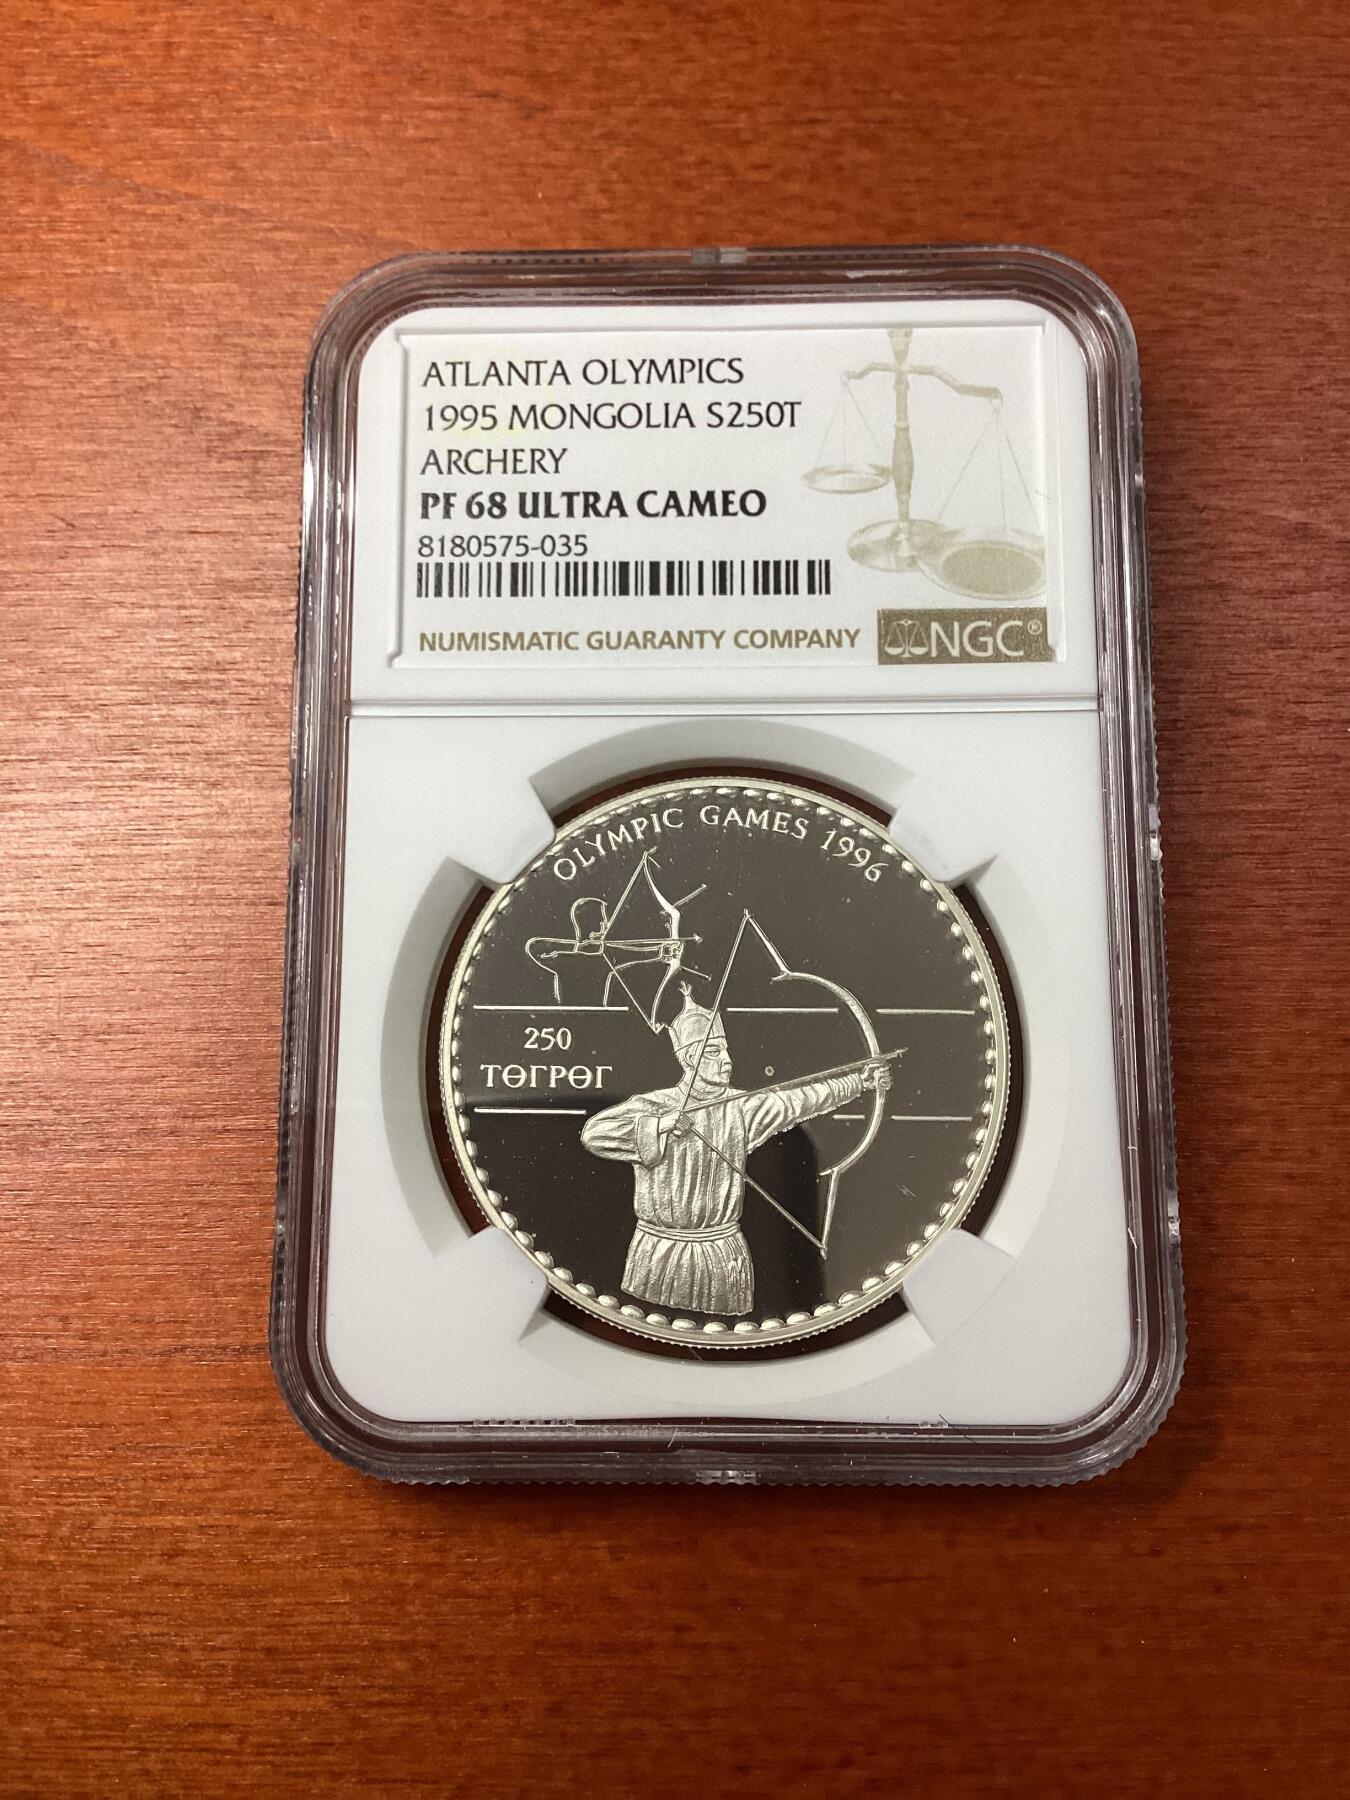 ATLANTA OLYMPICS
1995 MONGOLIA S250T
ARCHERY
PF 68 ULTRA CAMEO
8180575-035
NUMISMATIC GUARANTY COMPANY
NGC®
OLYMPIC GAMES 1996
250
ТӨГРӨГ